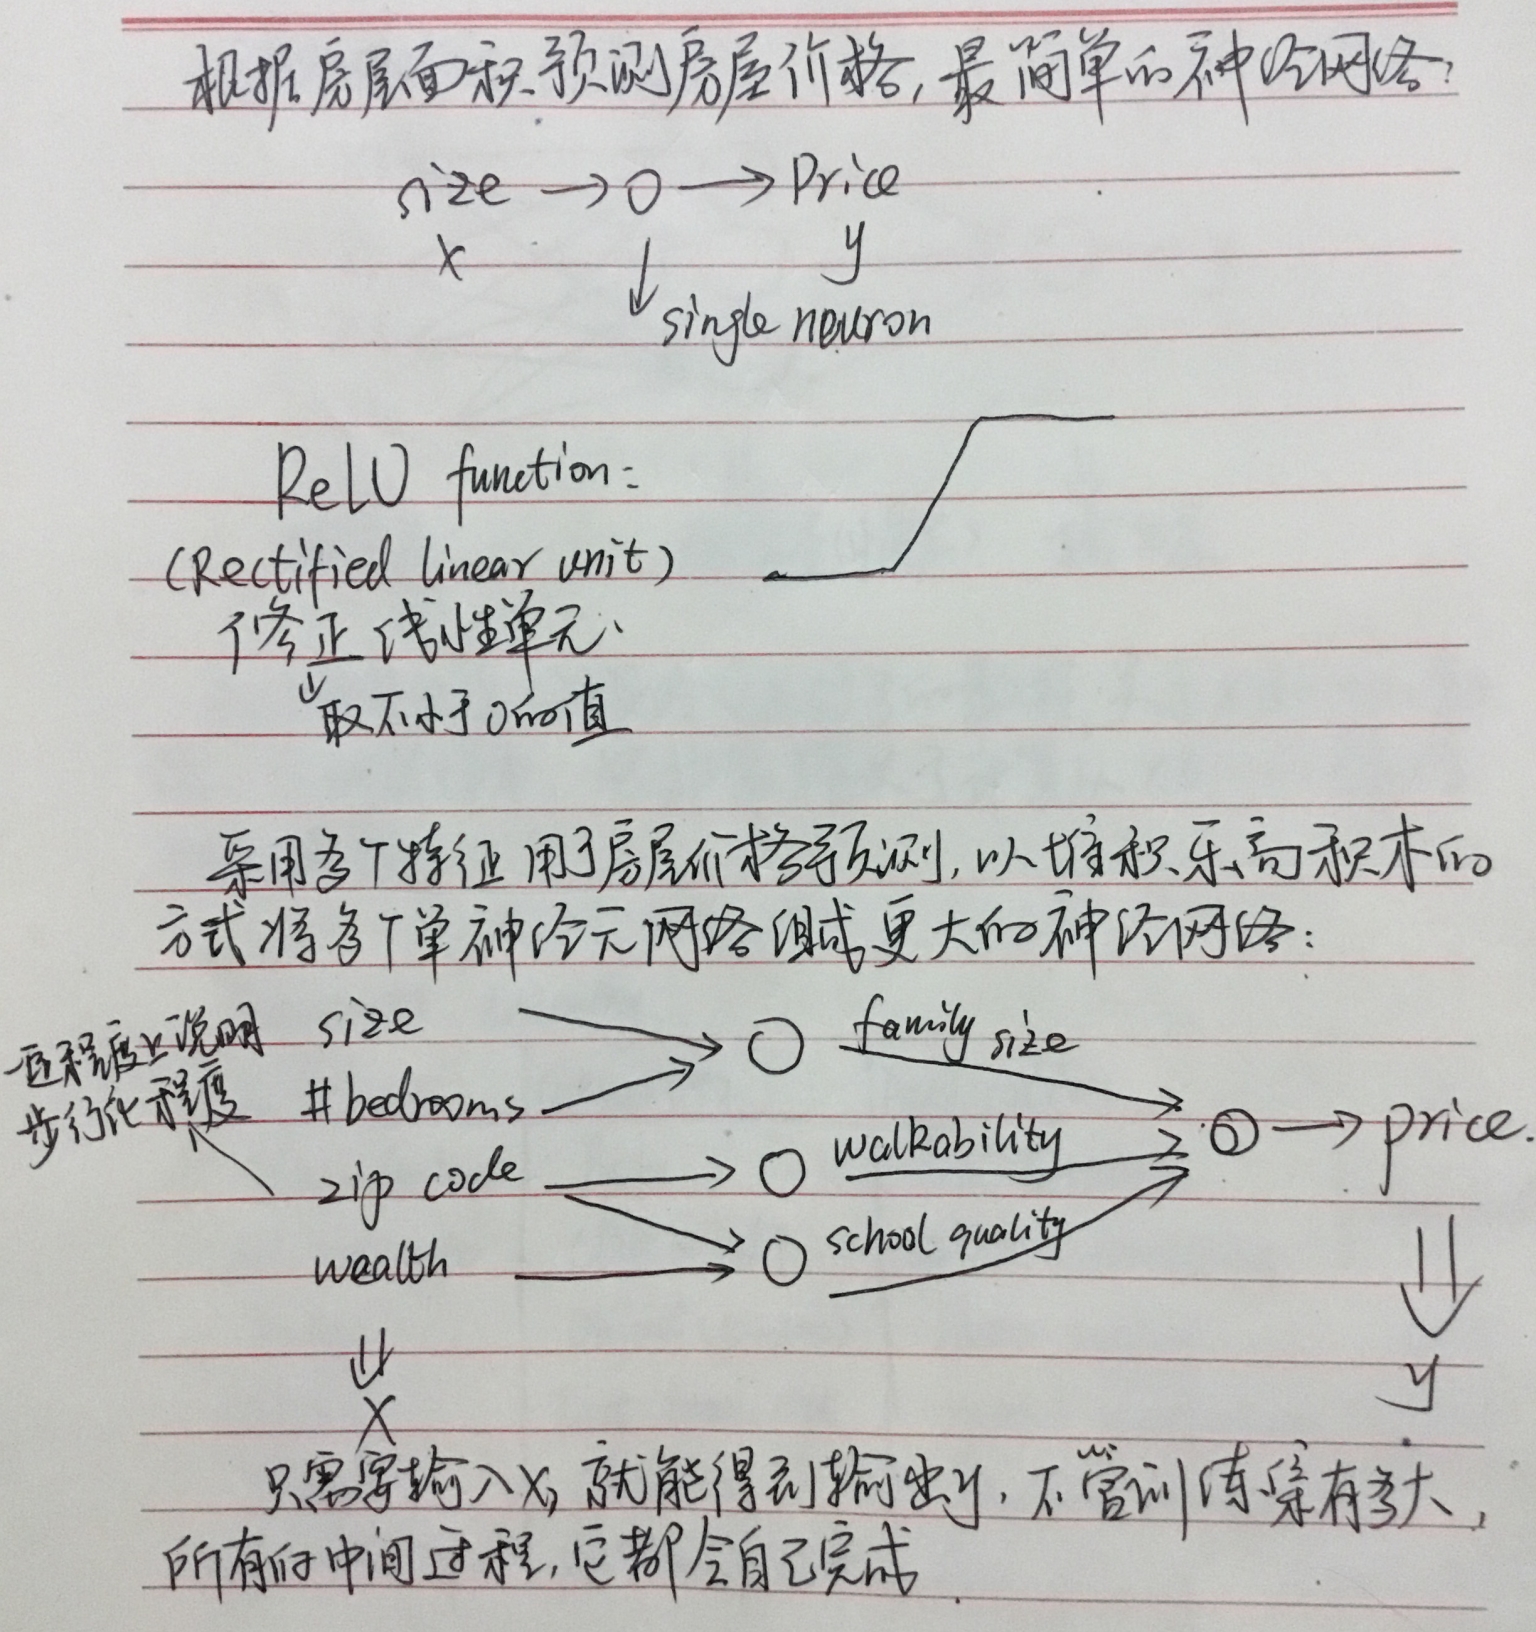 根据房屋面积预测房屋价格,最简单的神经网络:
size → O → Price
x y
↓ single neuron
ReLU function:
(Rectified linear unit)
修正线性单元.
↓
取不小于0的值
采用多个特征用于房屋价格预测,以堆积乐高积木的
方式将多个单神经元网络组成更大的神经网络:
一定程度上说明
步行化程度
size
#bedrooms
zip code
wealth
family size
walkability
school quality
→ price.
x
y
只需要输入x,就能得到输出y,不管训练集有多大,
所有的中间过程,它都会自己完成